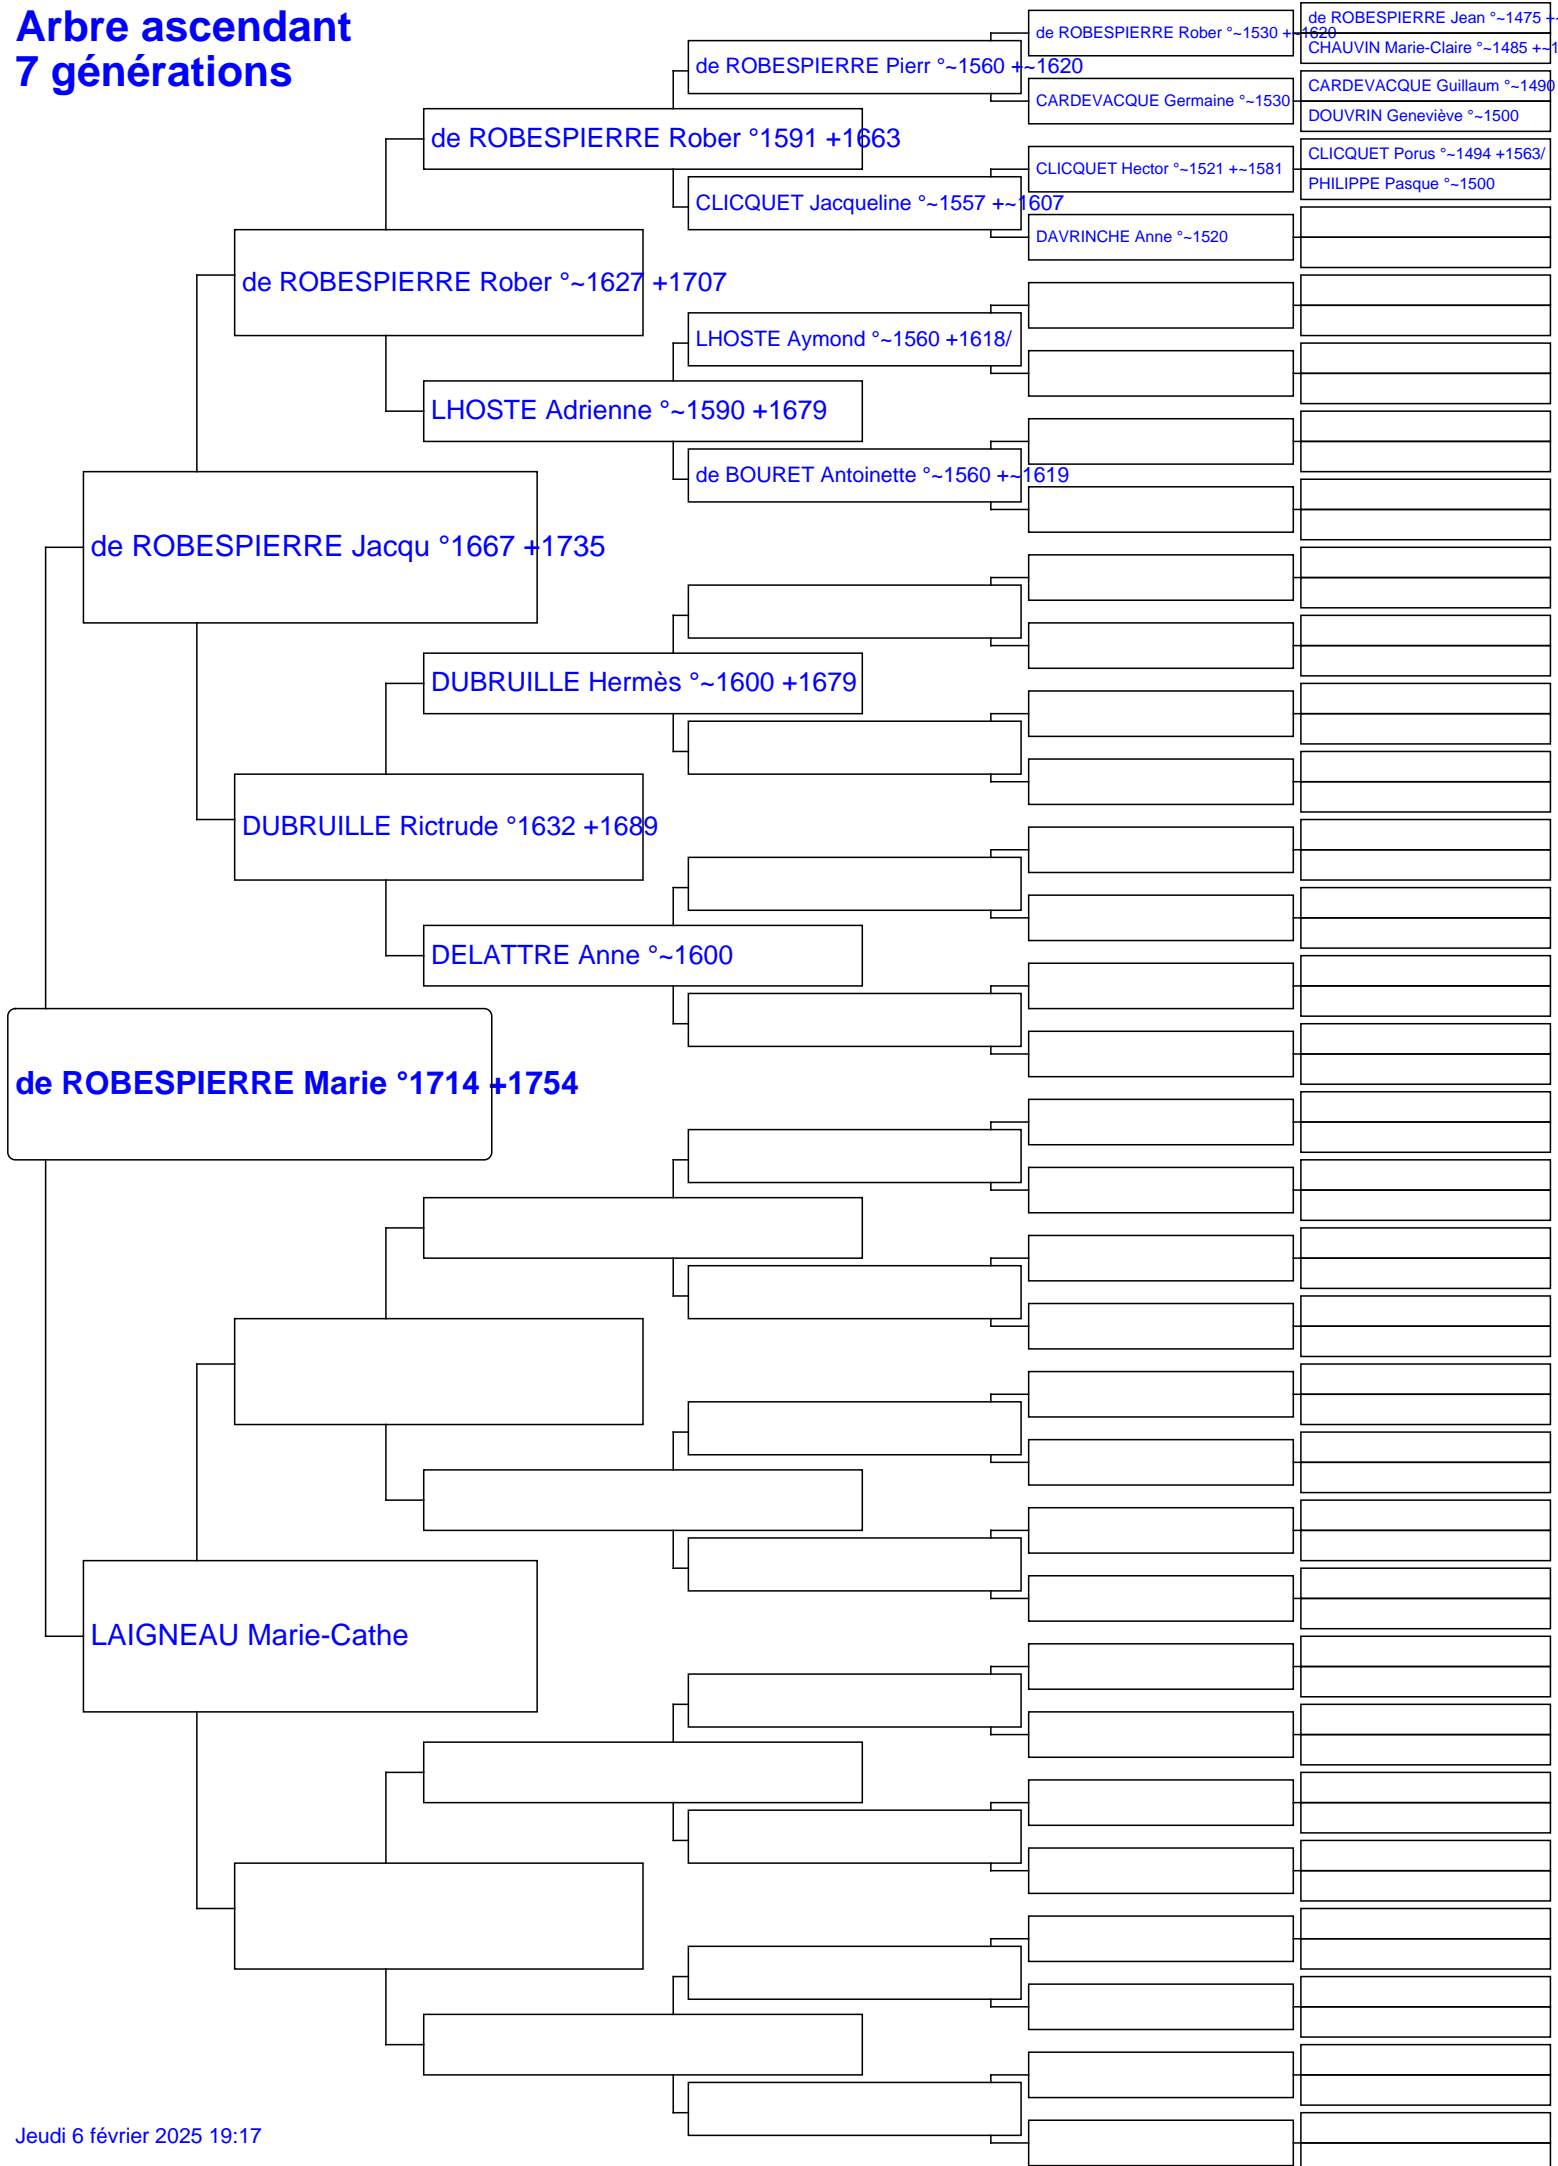 Arbre ascendant
7 générations
de ROBESPIERRE Jean °~1475 +~
de ROBESPIERRE Rober °~1530 +~1620
CHAUVIN Marie-Claire °~1485 +~1
de ROBESPIERRE Pierr °~1560 +~1620
CARDEVACQUE Guillaum °~1490
CARDEVACQUE Germaine °~1530
DOUVRIN Geneviève °~1500
de ROBESPIERRE Rober °1591 +1663
CLICQUET Porus °~1494 +1563/
CLICQUET Hector °~1521 +~1581
PHILIPPE Pasque °~1500
CLICQUET Jacqueline °~1557 +~1607
DAVRINCHE Anne °~1520
de ROBESPIERRE Rober °~1627 +1707
LHOSTE Aymond °~1560 +1618/
LHOSTE Adrienne °~1590 +1679
de BOURET Antoinette °~1560 +~1619
de ROBESPIERRE Jacqu °1667 +1735
DUBRUILLE Hermès °~1600 +1679
DUBRUILLE Rictrude °1632 +1689
DELATTRE Anne °~1600
de ROBESPIERRE Marie °1714 +1754
LAIGNEAU Marie-Cathe
Jeudi 6 février 2025 19:17